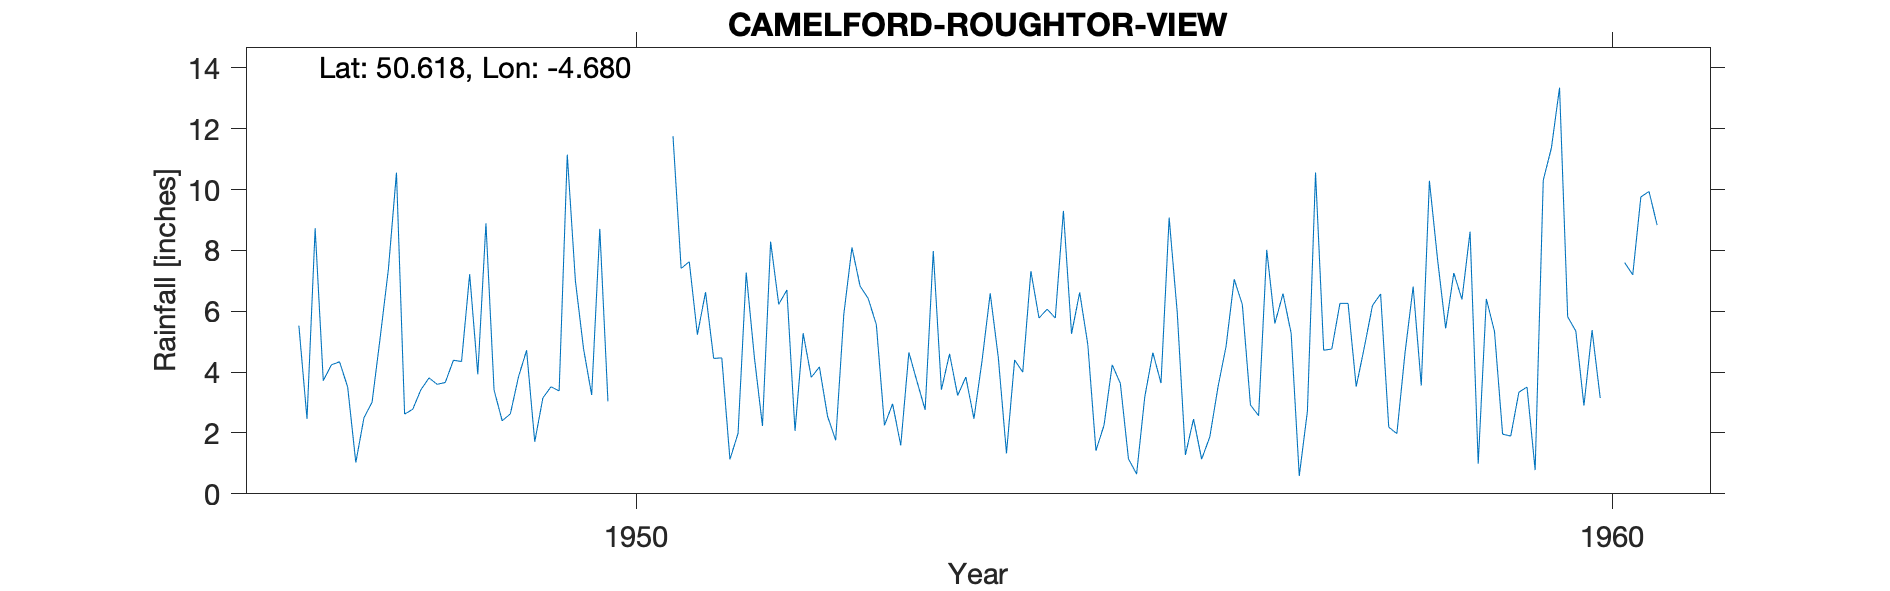 CAMELFORD-ROUGHTOR-VIEW
Lat: 50.618, Lon: -4.680
14
12
10
8
6
4
2
0
Rainfall [inches]
1950
1960
Year